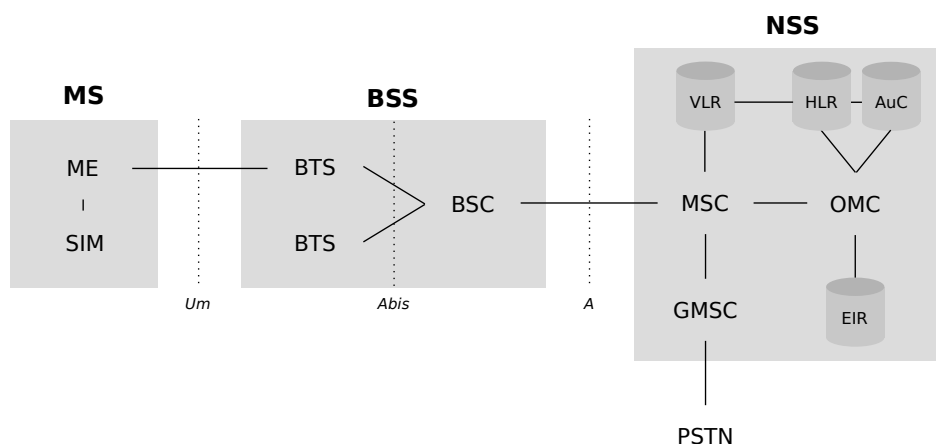 NSS
MS
BSS
VLR
HLR
AuC
ME
BTS
BSC
MSC
OMC
SIM
BTS
Um
Abis
A
GMSC
EIR
PSTN